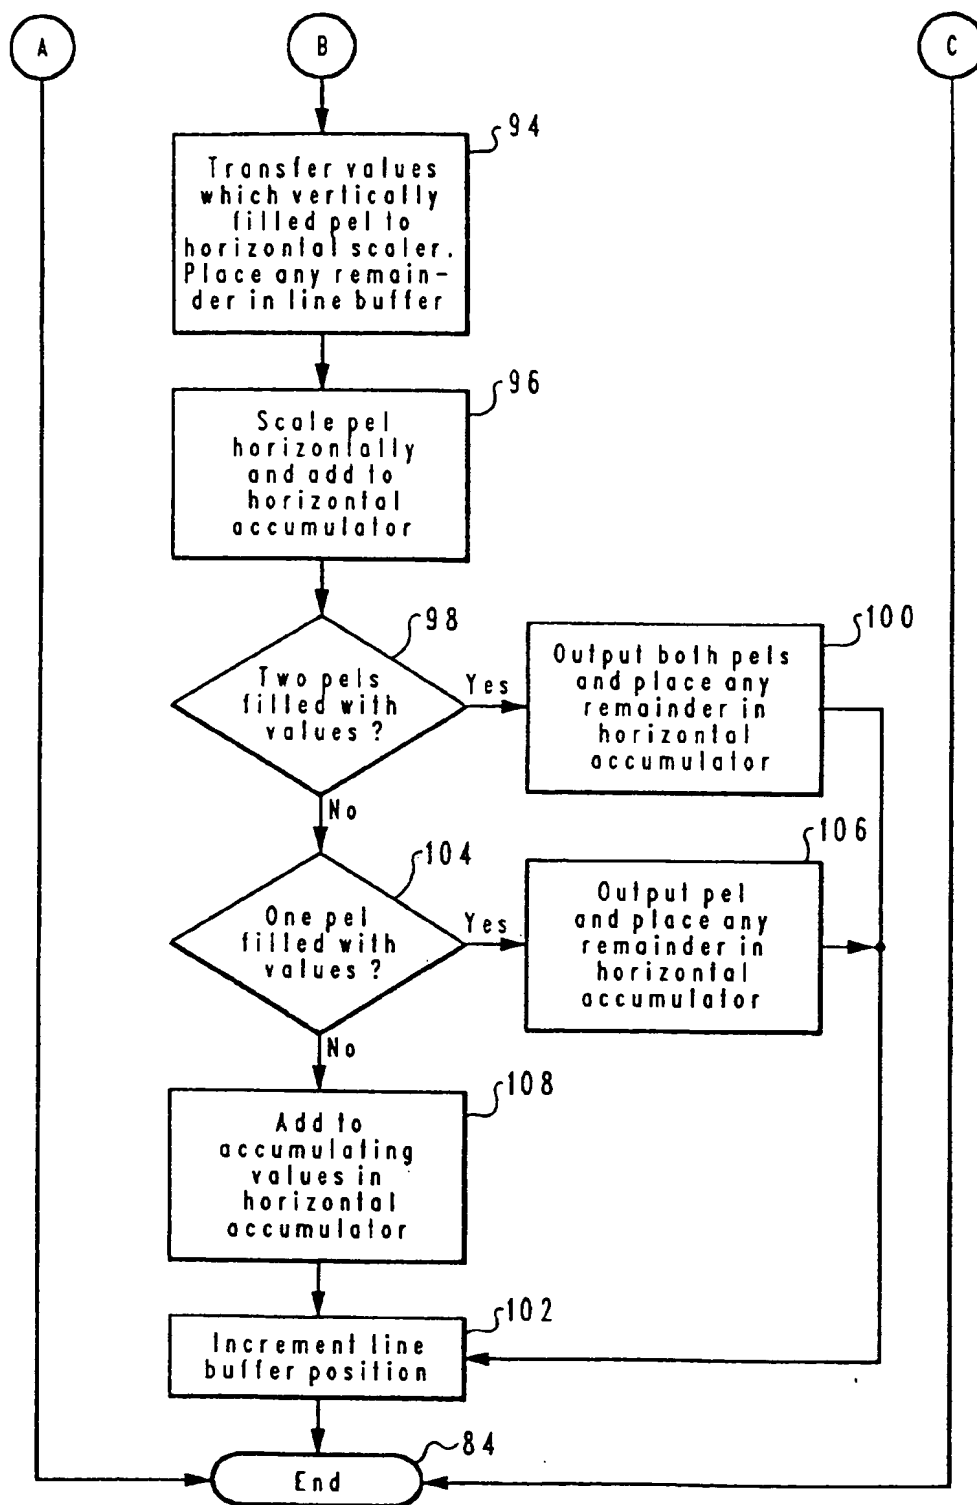 A
B
C
94
Transfer values
which vertically
filled pel to
horizontal scaler.
Place any remain-
der in line buffer
96
Scale pel
horizontally
and add to
horizontal
accumulator
98
Two pels
filled with
values ?
Yes
100
Output both pels
and place any
remainder in
horizontal
accumulator
No
104
One pel
filled with
values ?
Yes
106
Output pel
and place any
remainder in
horizontal
accumulator
No
108
Add to
accumulating
values in
horizontal
accumulator
102
Increment line
buffer position
84
End